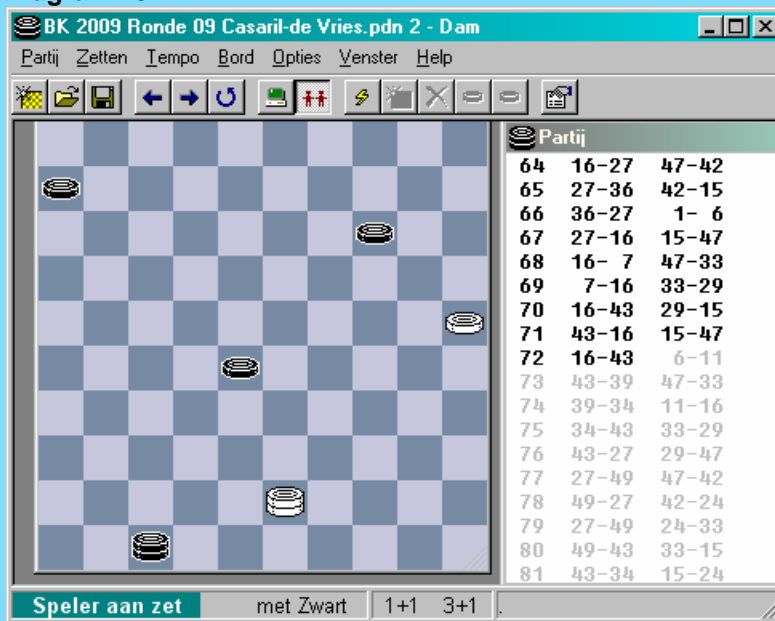 BK 2009 Ronde 09 Casaril-de Vries.pdn 2 - Dam
Partij Zetten Tempo Bord Opties Venster Help
Partij
64 16-27 47-42
65 27-36 42-15
66 36-27 1- 6
67 27-16 15-47
68 16- 7 47-33
69 7-16 33-29
70 16-43 29-15
71 43-16 15-47
72 16-43 6-11
73 43-39 47-33
74 39-34 11-16
75 34-43 33-29
76 43-27 29-47
77 27-49 47-42
78 49-27 42-24
79 27-49 24-33
80 49-43 33-15
81 43-34 15-24
Speler aan zet met Zwart 1+1 3+1 .